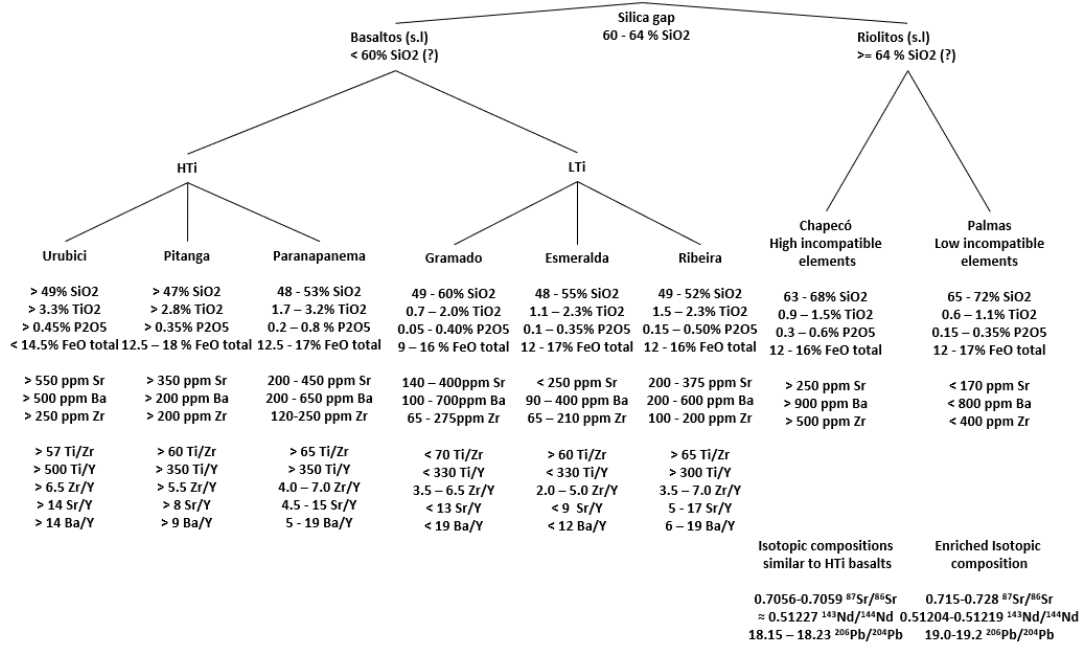 Silica gap
60 - 64 % SiO2
Basaltos (s.l)
< 60% SiO2 (?)
Riolitos (s.l)
>= 64 % SiO2 (?)
HTi
LTi
Urubici
> 49% SiO2
> 3.3% TiO2
> 0.45% P2O5
< 14.5% FeO total
> 550 ppm Sr
> 500 ppm Ba
> 250 ppm Zr
> 57 Ti/Zr
> 500 Ti/Y
> 6.5 Zr/Y
> 14 Sr/Y
> 14 Ba/Y
Pitanga
> 47% SiO2
> 2.8% TiO2
> 0.35% P2O5
12.5 – 18 % FeO total
> 350 ppm Sr
> 200 ppm Ba
> 200 ppm Zr
> 60 Ti/Zr
> 350 Ti/Y
> 5.5 Zr/Y
> 8 Sr/Y
> 9 Ba/Y
Paranapanema
48 - 53% SiO2
1.7 – 3.2% TiO2
0.2 – 0.8 % P2O5
12.5 - 17% FeO total
200 - 450 ppm Sr
200 - 650 ppm Ba
120-250 ppm Zr
> 65 Ti/Zr
> 350 Ti/Y
4.0 – 7.0 Zr/Y
4.5 - 15 Sr/Y
5 - 19 Ba/Y
Gramado
49 - 60% SiO2
0.7 – 2.0% TiO2
0.05 - 0.40% P2O5
9 – 16 % FeO total
140 – 400ppm Sr
100 - 700ppm Ba
65 - 275ppm Zr
< 70 Ti/Zr
< 330 Ti/Y
3.5 – 6.5 Zr/Y
< 13 Sr/Y
< 19 Ba/Y
Esmeralda
48 - 55% SiO2
1.1 – 2.3% TiO2
0.1 – 0.35% P2O5
12 - 17% FeO total
< 250 ppm Sr
90 – 400 ppm Ba
65 – 210 ppm Zr
> 60 Ti/Zr
< 330 Ti/Y
2.0 – 5.0 Zr/Y
< 9 Sr/Y
< 12 Ba/Y
Ribeira
49 - 52% SiO2
1.5 – 2.3% TiO2
0.15 – 0.50% P2O5
12 - 16% FeO total
200 - 375 ppm Sr
200 - 600 ppm Ba
100 - 200 ppm Zr
> 65 Ti/Zr
> 300 Ti/Y
3.5 – 7.0 Zr/Y
5 - 17 Sr/Y
6 – 19 Ba/Y
Chapecó
High incompatible
elements
63 - 68% SiO2
0.9 – 1.5% TiO2
0.3 – 0.6% P2O5
12 - 16% FeO total
> 250 ppm Sr
> 900 ppm Ba
> 500 ppm Zr
Isotopic compositions
similar to HTi basalts
0.7056-0.7059 ⁸⁷Sr/⁸⁶Sr
≈ 0.51227 ¹⁴³Nd/¹⁴⁴Nd
18.15 – 18.23 ²⁰⁶Pb/²⁰⁴Pb
Palmas
Low incompatible
elements
65 - 72% SiO2
0.6 – 1.1% TiO2
0.15 – 0.35% P2O5
12 - 17% FeO total
< 170 ppm Sr
< 800 ppm Ba
< 400 ppm Zr
Enriched Isotopic
composition
0.715-0.728 ⁸⁷Sr/⁸⁶Sr
0.51204-0.51219 ¹⁴³Nd/¹⁴⁴Nd
19.0-19.2 ²⁰⁶Pb/²⁰⁴Pb